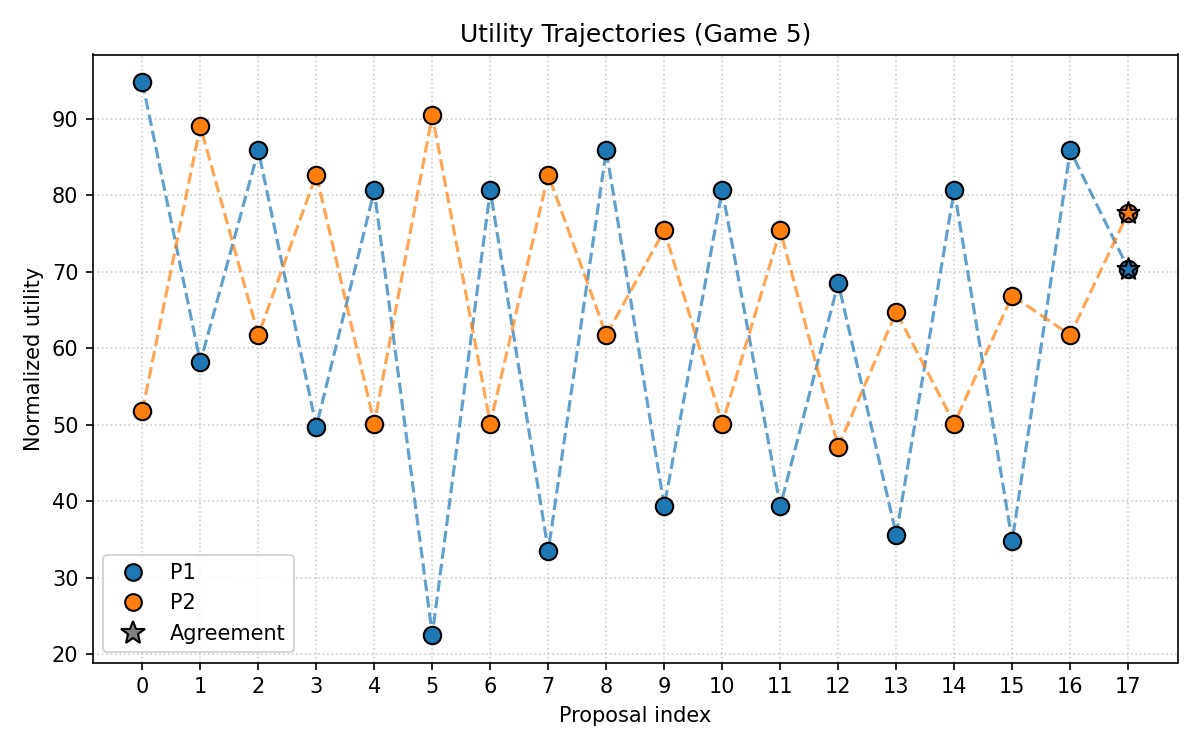 Utility Trajectories (Game 5)
Normalized utility
90
80
70
60
50
40
30
20
P1
P2
Agreement
0 1 2 3 4 5 6 7 8 9 10 11 12 13 14 15 16 17
Proposal index